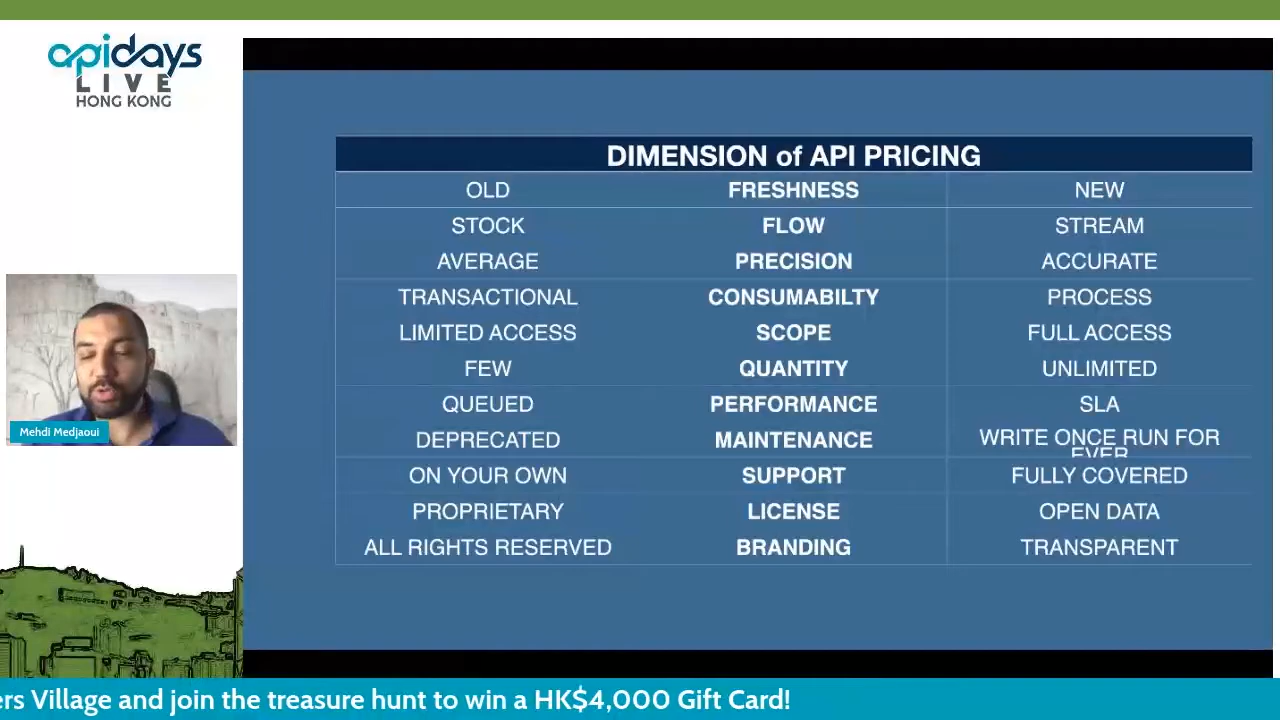 apidays
LIVE
HONG KONG
DIMENSION of API PRICING
OLD FRESHNESS NEW
STOCK FLOW STREAM
AVERAGE PRECISION ACCURATE
TRANSACTIONAL CONSUMABILTY PROCESS
LIMITED ACCESS SCOPE FULL ACCESS
FEW QUANTITY UNLIMITED
QUEUED PERFORMANCE SLA
DEPRECATED MAINTENANCE WRITE ONCE RUN FOR
EVER
ON YOUR OWN SUPPORT FULLY COVERED
PROPRIETARY LICENSE OPEN DATA
ALL RIGHTS RESERVED BRANDING TRANSPARENT
Mehdi Medjaoui
ers Village and join the treasure hunt to win a HK$4,000 Gift Card!